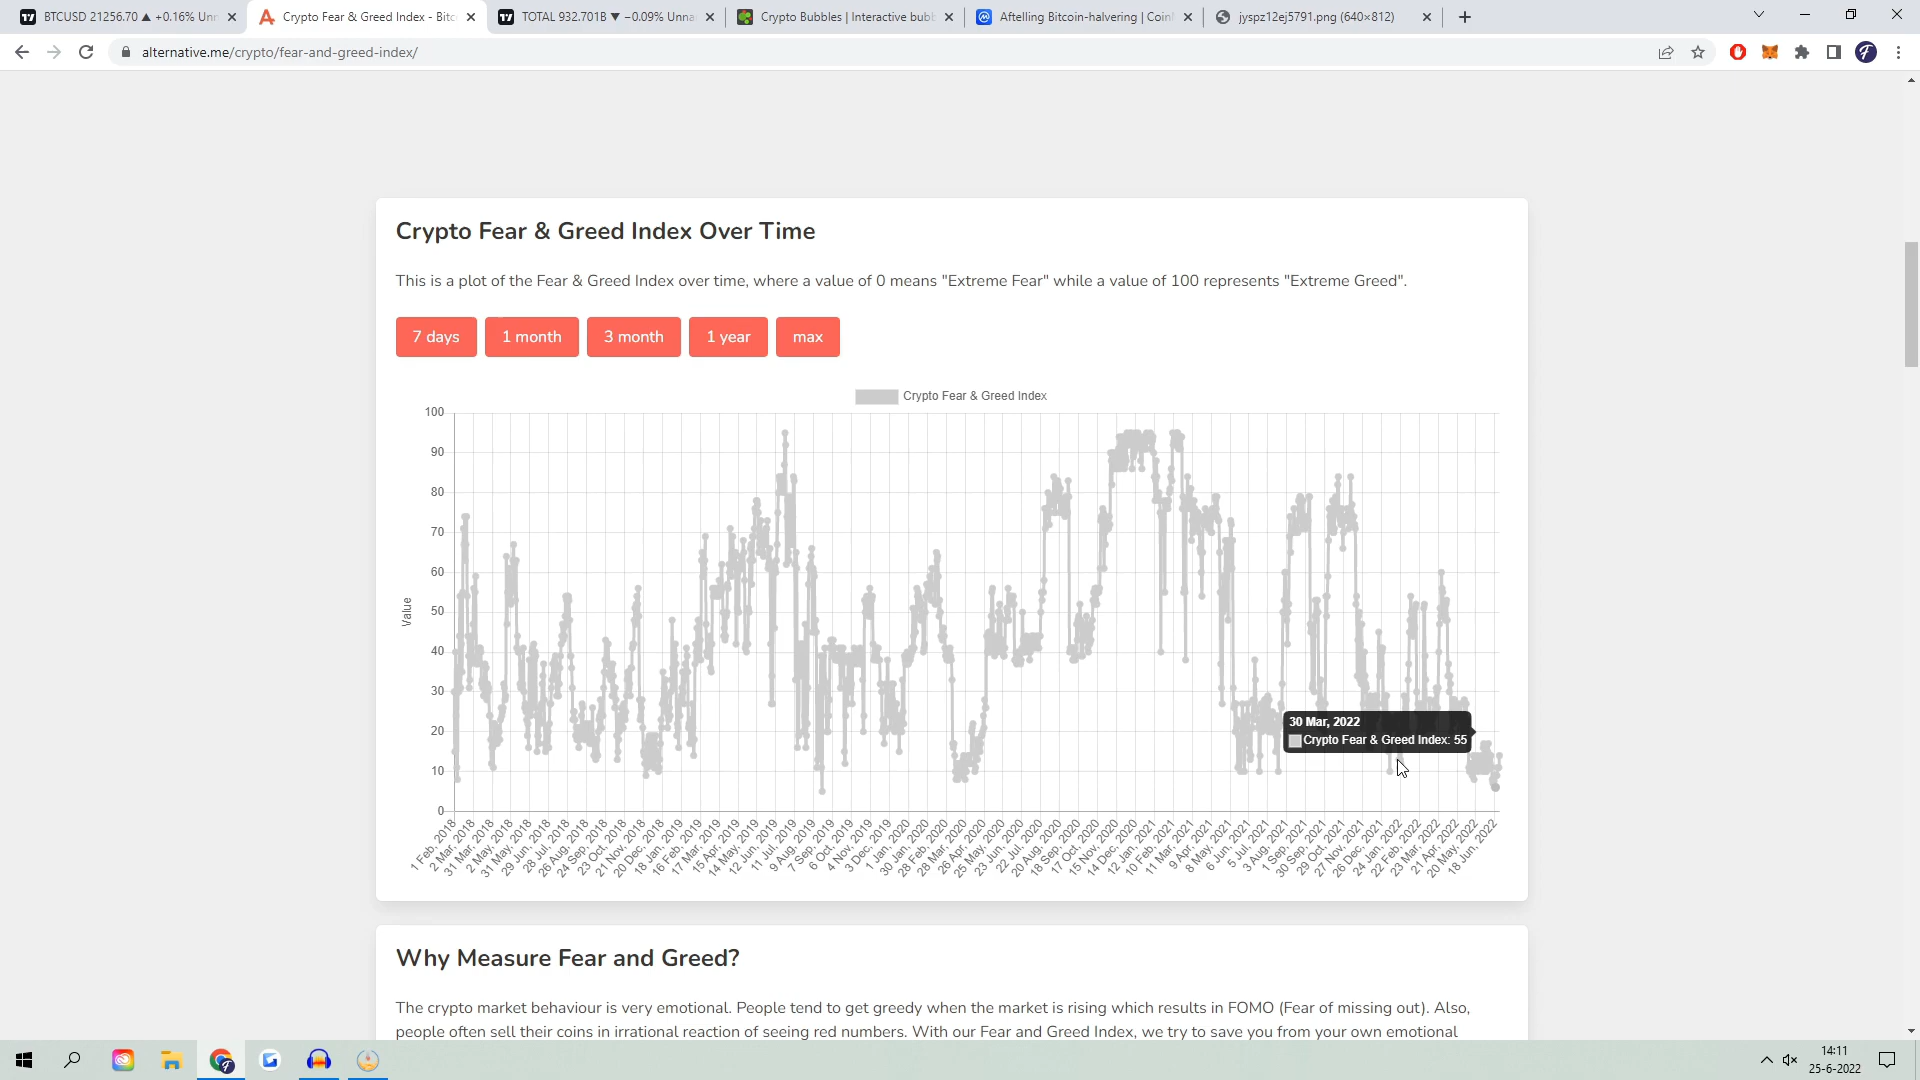 BTCUSD 21256.70 ▲ +0.16% Unn
Crypto Fear & Greed Index - Bitc
TOTAL 932.701B ▼ −0.09% Unna
Crypto Bubbles | Interactive bubb
Aftelling Bitcoin-halvering | Coin
jyspz12ej5791.png (640×812)
alternative.me/crypto/fear-and-greed-index/
Crypto Fear & Greed Index Over Time
This is a plot of the Fear & Greed Index over time, where a value of 0 means "Extreme Fear" while a value of 100 represents "Extreme Greed".
7 days
1 month
3 month
1 year
max
Crypto Fear & Greed Index
100
90
80
70
60
50
40
30
20
10
0
Value
30 Mar, 2022
Crypto Fear & Greed Index: 55
1 Feb, 2018
2 Mar, 2018
31 Mar, 2018
2 May, 2018
31 May, 2018
29 Jun, 2018
28 Jul, 2018
26 Aug, 2018
24 Sep, 2018
23 Oct, 2018
21 Nov, 2018
20 Dec, 2018
18 Jan, 2019
16 Feb, 2019
17 Mar, 2019
15 Apr, 2019
14 May, 2019
12 Jun, 2019
11 Jul, 2019
9 Aug, 2019
7 Sep, 2019
6 Oct, 2019
4 Nov, 2019
3 Dec, 2019
1 Jan, 2020
30 Jan, 2020
28 Feb, 2020
28 Mar, 2020
26 Apr, 2020
25 May, 2020
23 Jun, 2020
22 Jul, 2020
20 Aug, 2020
18 Sep, 2020
17 Oct, 2020
15 Nov, 2020
14 Dec, 2020
12 Jan, 2021
10 Feb, 2021
11 Mar, 2021
9 Apr, 2021
8 May, 2021
6 Jun, 2021
5 Jul, 2021
3 Aug, 2021
1 Sep, 2021
30 Sep, 2021
29 Oct, 2021
27 Nov, 2021
26 Dec, 2021
24 Jan, 2022
22 Feb, 2022
23 Mar, 2022
21 Apr, 2022
20 May, 2022
18 Jun, 2022
Why Measure Fear and Greed?
The crypto market behaviour is very emotional. People tend to get greedy when the market is rising which results in FOMO (Fear of missing out). Also,
people often sell their coins in irrational reaction of seeing red numbers. With our Fear and Greed Index, we try to save you from your own emotional
14:11
25-6-2022